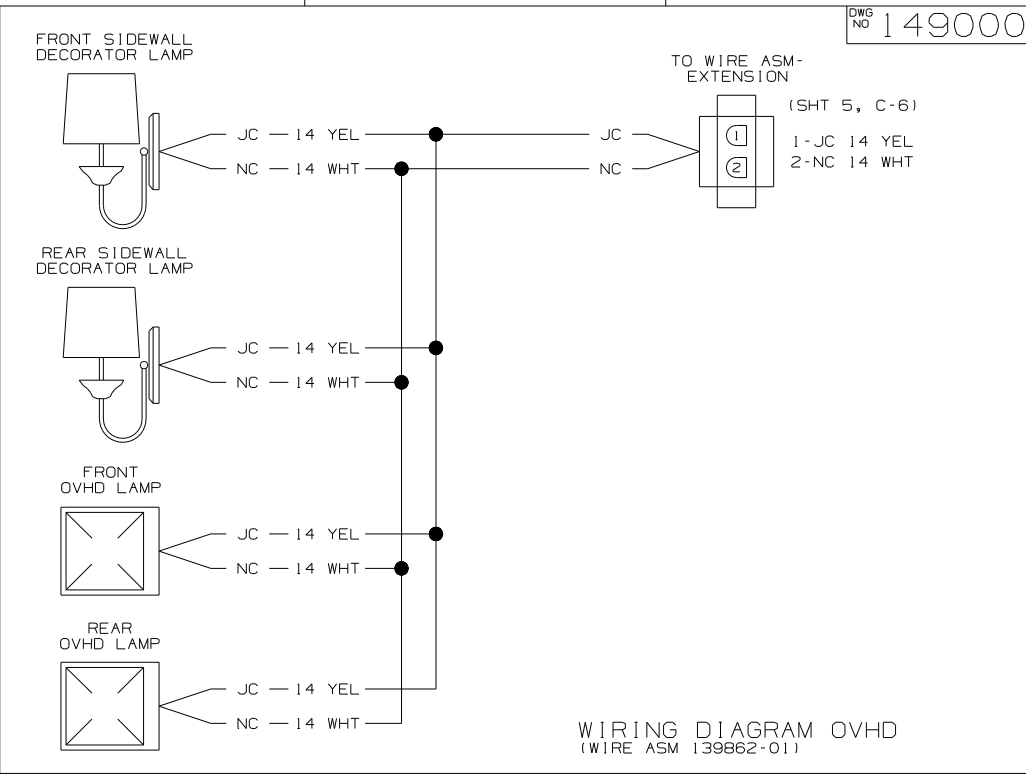 DWG
NO 149000
FRONT SIDEWALL
DECORATOR LAMP
TO WIRE ASM-
EXTENSION
(SHT 5, C-6)
JC 14 YEL
JC
1
1-JC 14 YEL
NC 14 WHT
NC
2
2-NC 14 WHT
REAR SIDEWALL
DECORATOR LAMP
JC 14 YEL
NC 14 WHT
FRONT
OVHD LAMP
JC 14 YEL
NC 14 WHT
REAR
OVHD LAMP
JC 14 YEL
NC 14 WHT
WIRING DIAGRAM OVHD
(WIRE ASM 139862-01)